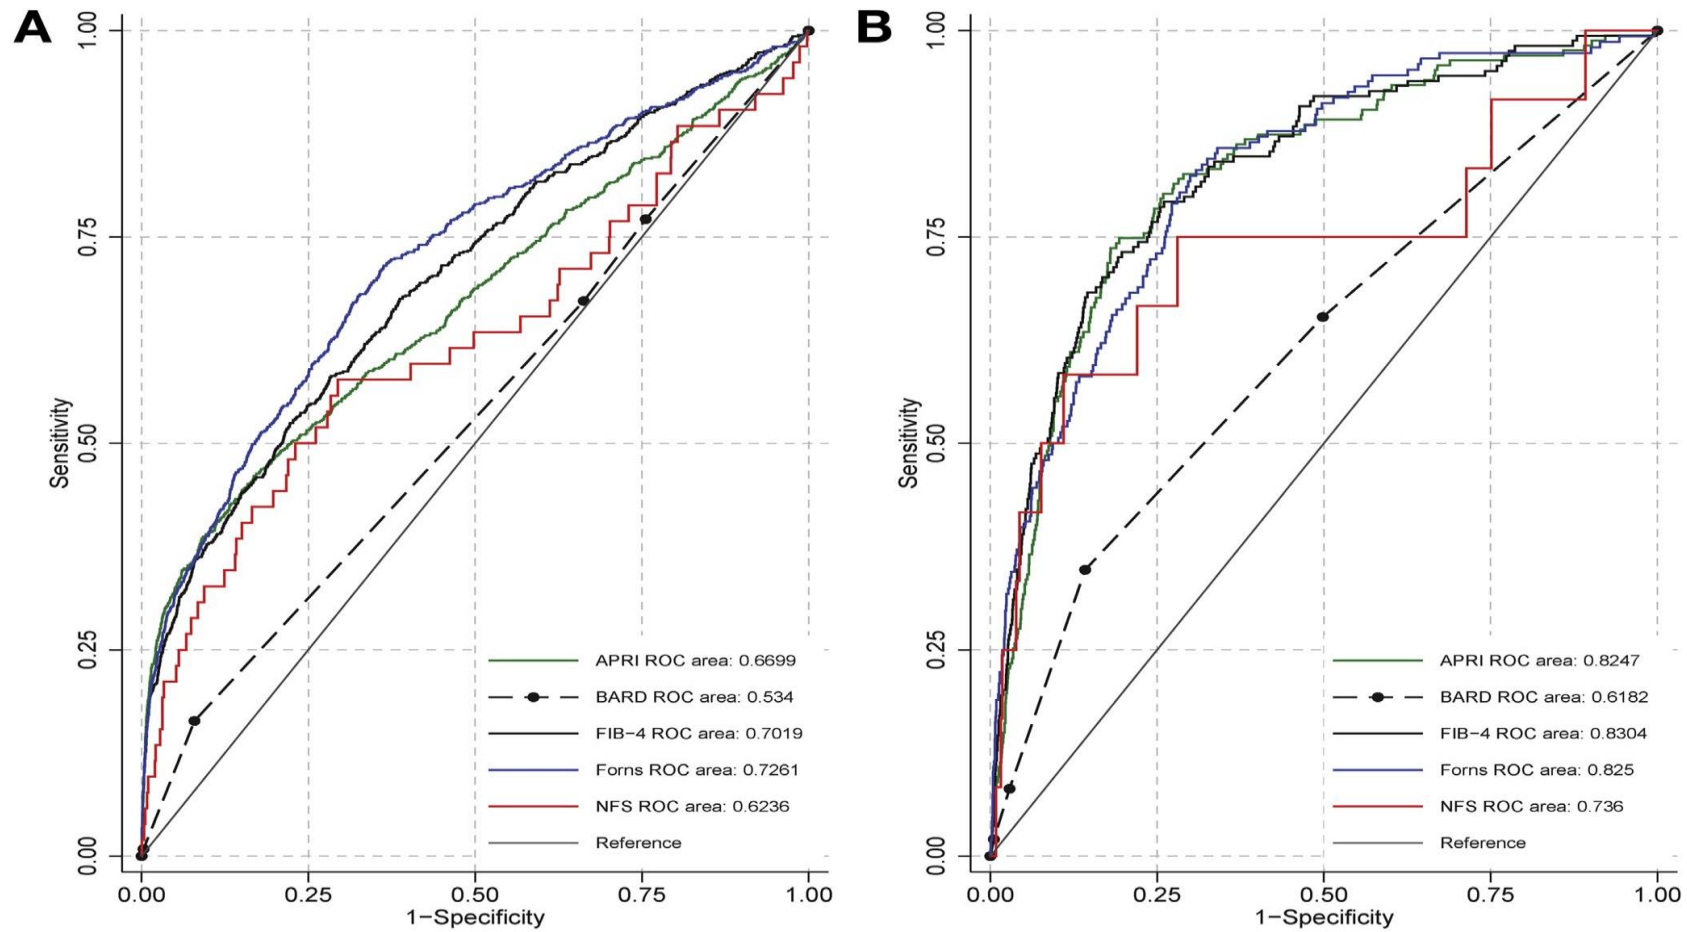 A
Sensitivity
1.00
0.75
0.50
0.25
0.00
APRI ROC area: 0.6699
BARD ROC area: 0.534
FIB−4 ROC area: 0.7019
Forns ROC area: 0.7261
NFS ROC area: 0.6236
Reference
0.00 0.25 0.50 0.75 1.00
1−Specificity
B
Sensitivity
1.00
0.75
0.50
0.25
0.00
APRI ROC area: 0.8247
BARD ROC area: 0.6182
FIB−4 ROC area: 0.8304
Forns ROC area: 0.825
NFS ROC area: 0.736
Reference
0.00 0.25 0.50 0.75 1.00
1−Specificity